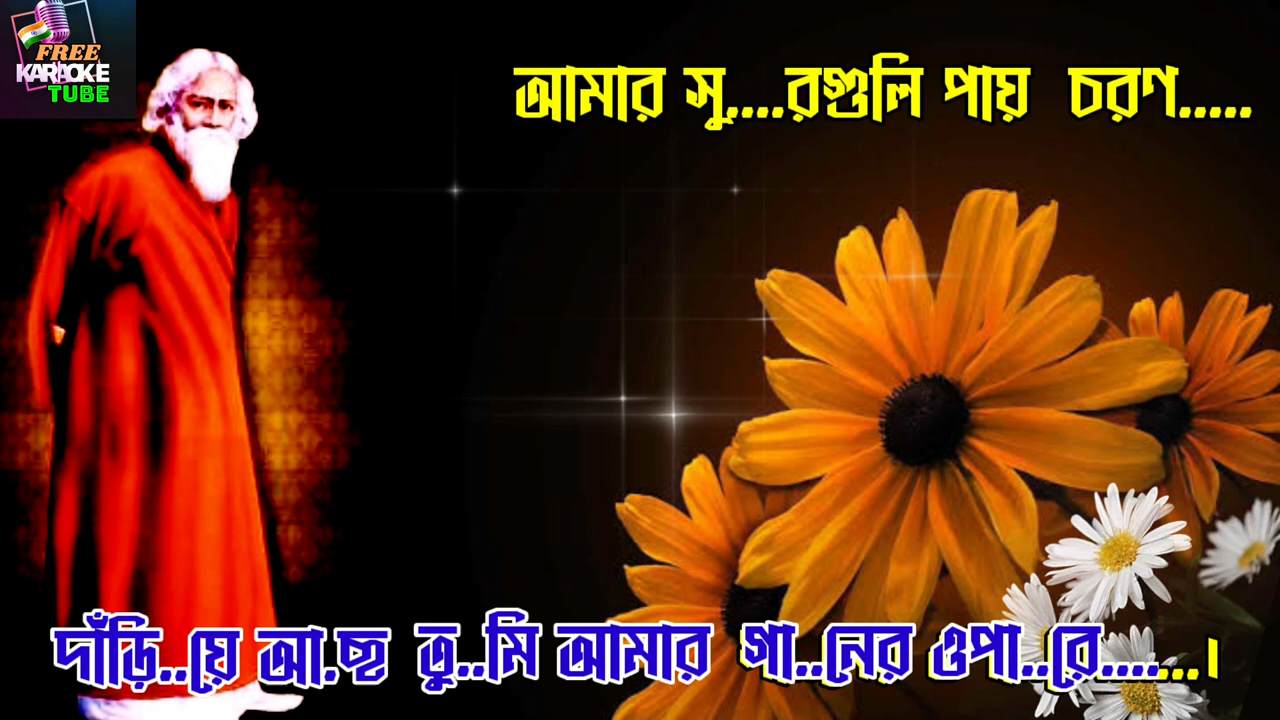 FREE
KARAOKE
TUBE
আমার সু....রগুলি পায় চরণ.....
দাঁড়ি..য়ে আ.ছ তু..মি আমার গা..নের ওপা..রে.......।